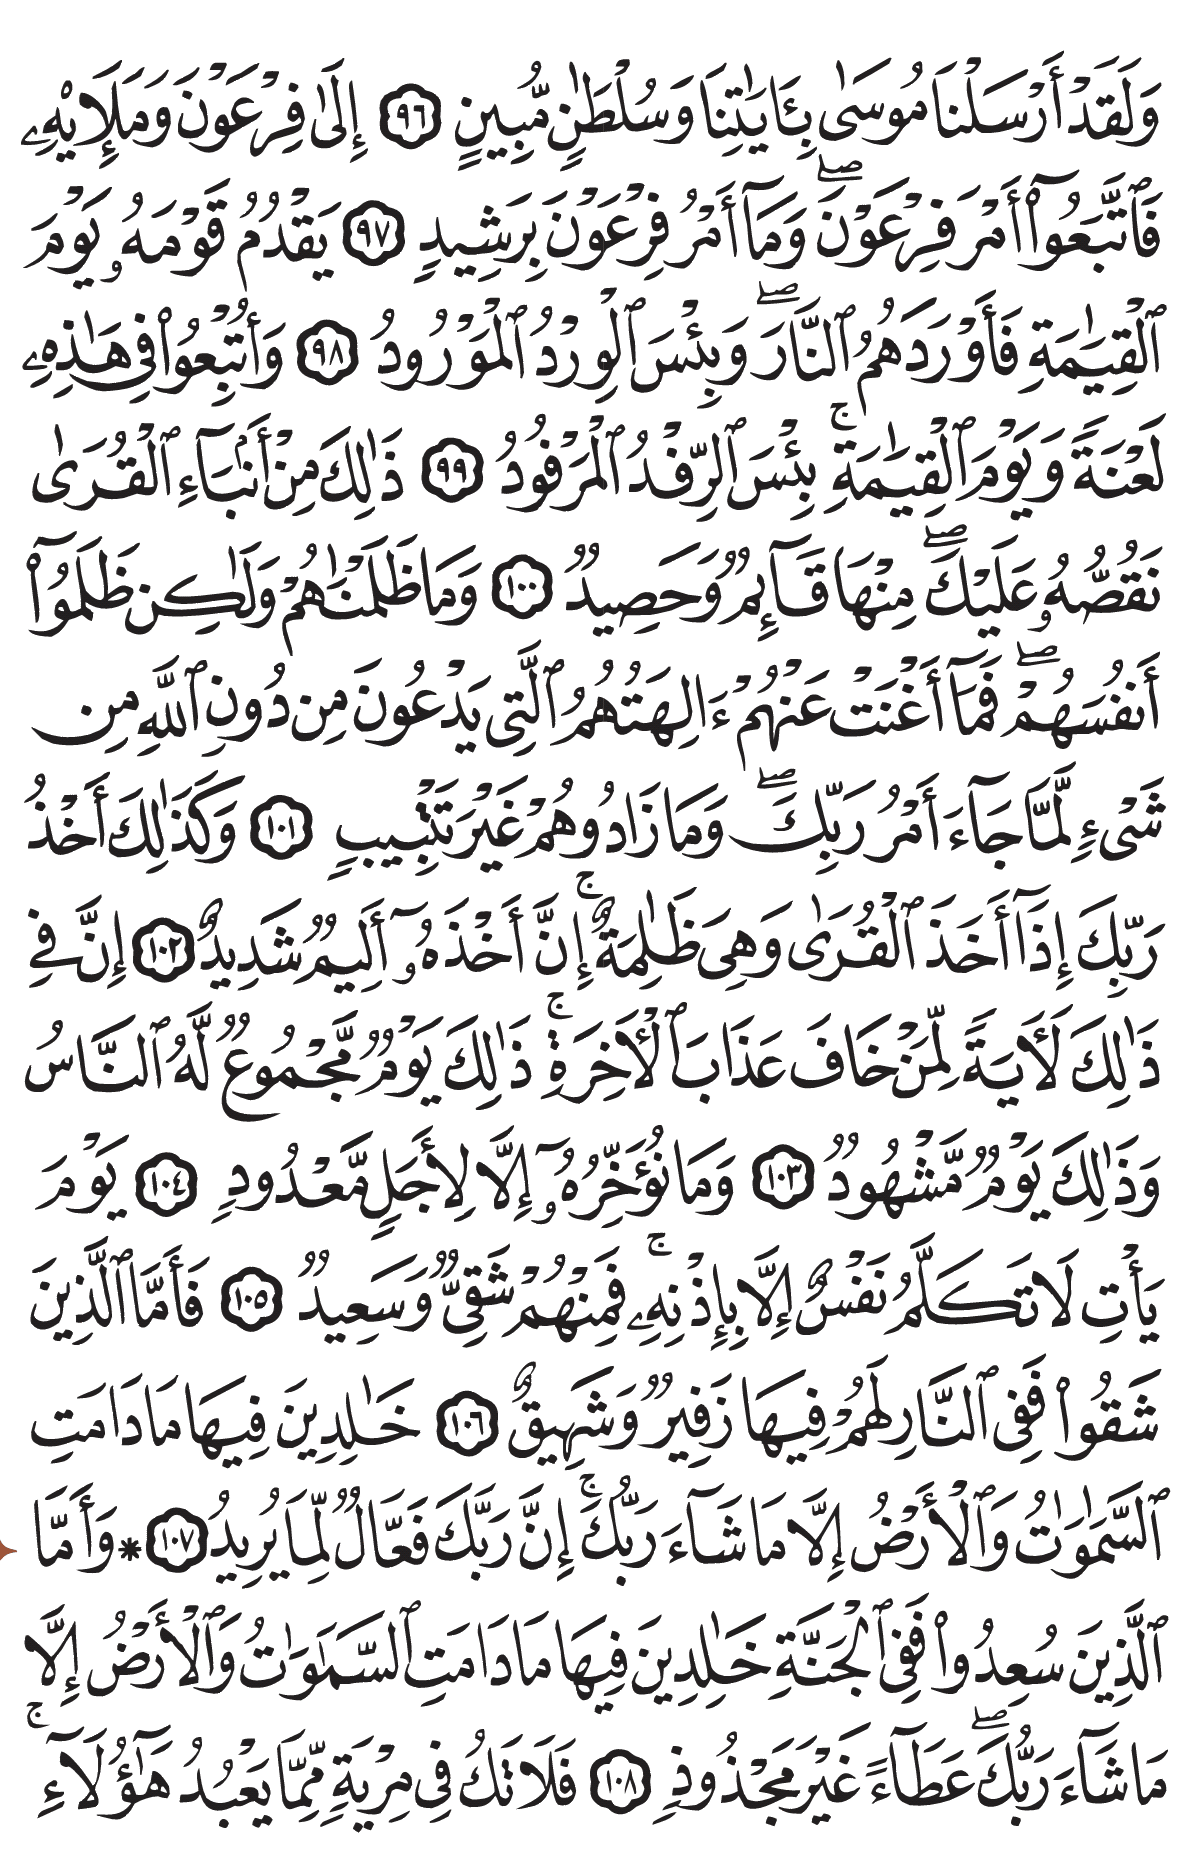 وَلَقَدْ أَرْسَلْنَا مُوسَىٰ بِـَٔايَـٰتِنَا وَسُلْطَـٰنٍ مُّبِينٍ ٩٦ إِلَىٰ فِرْعَوْنَ وَمَلَإِيْهِۦ
فَٱتَّبَعُوٓا۟ أَمْرَ فِرْعَوْنَ ۖ وَمَآ أَمْرُ فِرْعَوْنَ بِرَشِيدٍ ٩٧ يَقْدُمُ قَوْمَهُۥ يَوْمَ
ٱلْقِيَـٰمَةِ فَأَوْرَدَهُمُ ٱلنَّارَ ۖ وَبِئْسَ ٱلْوِرْدُ ٱلْمَوْرُودُ ٩٨ وَأُتْبِعُوا۟ فِى هَـٰذِهِۦ
لَعْنَةً وَيَوْمَ ٱلْقِيَـٰمَةِ ۚ بِئْسَ ٱلرِّفْدُ ٱلْمَرْفُودُ ٩٩ ذَٰلِكَ مِنْ أَنۢبَآءِ ٱلْقُرَىٰ
نَقُصُّهُۥ عَلَيْكَ ۖ مِنْهَا قَآئِمٌ وَحَصِيدٌ ١٠٠ وَمَا ظَلَمْنَـٰهُمْ وَلَـٰكِن ظَلَمُوٓا۟
أَنفُسَهُمْ ۖ فَمَآ أَغْنَتْ عَنْهُمْ ءَالِهَتُهُمُ ٱلَّتِى يَدْعُونَ مِن دُونِ ٱللَّهِ مِن
شَىْءٍ لَّمَّا جَآءَ أَمْرُ رَبِّكَ ۖ وَمَا زَادُوهُمْ غَيْرَ تَتْبِيبٍ ١٠١ وَكَذَٰلِكَ أَخْذُ
رَبِّكَ إِذَآ أَخَذَ ٱلْقُرَىٰ وَهِىَ ظَـٰلِمَةٌ ۚ إِنَّ أَخْذَهُۥٓ أَلِيمٌ شَدِيدٌ ١٠٢ إِنَّ فِى
ذَٰلِكَ لَـَٔايَةً لِّمَنْ خَافَ عَذَابَ ٱلْـَٔاخِرَةِ ۚ ذَٰلِكَ يَوْمٌ مَّجْمُوعٌ لَّهُ ٱلنَّاسُ
وَذَٰلِكَ يَوْمٌ مَّشْهُودٌ ١٠٣ وَمَا نُؤَخِّرُهُۥٓ إِلَّا لِأَجَلٍ مَّعْدُودٍ ١٠٤ يَوْمَ
يَأْتِ لَا تَكَلَّمُ نَفْسٌ إِلَّا بِإِذْنِهِۦ ۚ فَمِنْهُمْ شَقِىٌّ وَسَعِيدٌ ١٠٥ فَأَمَّا ٱلَّذِينَ
شَقُوا۟ فَفِى ٱلنَّارِ لَهُمْ فِيهَا زَفِيرٌ وَشَهِيقٌ ١٠٦ خَـٰلِدِينَ فِيهَا مَا دَامَتِ
ٱلسَّمَـٰوَٰتُ وَٱلْأَرْضُ إِلَّا مَا شَآءَ رَبُّكَ ۚ إِنَّ رَبَّكَ فَعَّالٌ لِّمَا يُرِيدُ ١٠٧ * وَأَمَّا
ٱلَّذِينَ سُعِدُوا۟ فَفِى ٱلْجَنَّةِ خَـٰلِدِينَ فِيهَا مَا دَامَتِ ٱلسَّمَـٰوَٰتُ وَٱلْأَرْضُ إِلَّا
مَا شَآءَ رَبُّكَ ۖ عَطَآءً غَيْرَ مَجْذُوذٍ ١٠٨ فَلَا تَكُ فِى مِرْيَةٍ مِّمَّا يَعْبُدُ هَـٰٓؤُلَآءِ ۚ